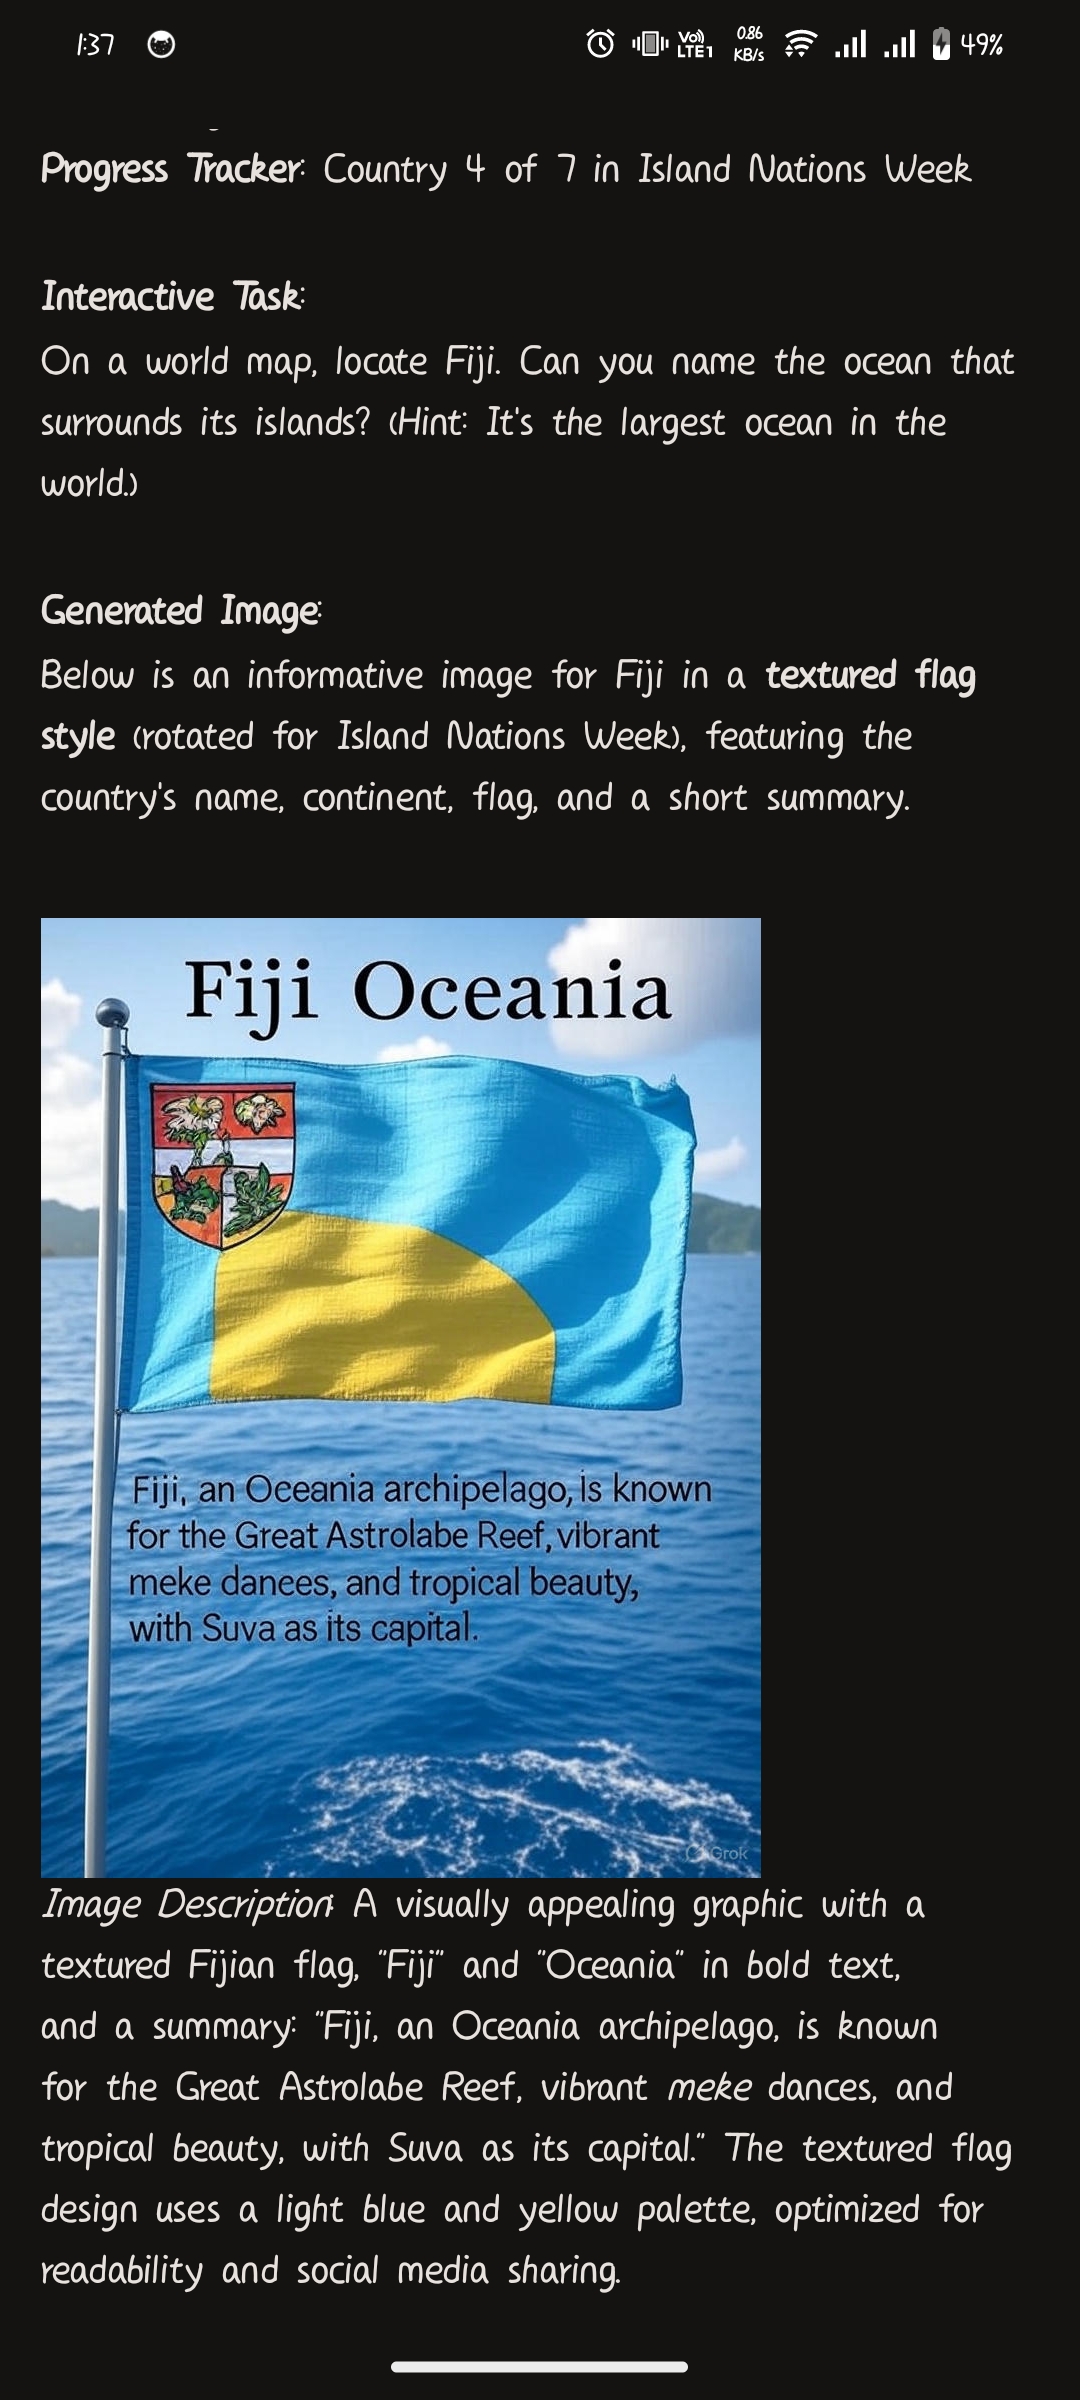 1:37
Vo)) LTE1
0.86 KB/s
49%
Progress Tracker: Country 4 of 7 in Island Nations Week
Interactive Task:
On a world map, locate Fiji. Can you name the ocean that
surrounds its islands? (Hint: It's the largest ocean in the
world.)
Generated Image:
Below is an informative image for Fiji in a textured flag
style (rotated for Island Nations Week), featuring the
country's name, continent, flag, and a short summary.
Fiji Oceania
Fiji, an Oceania archipelago, is known
for the Great Astrolabe Reef, vibrant
meke dancees, and tropical beauty,
with Suva as its capital.
Grok
Image Description: A visually appealing graphic with a
textured Fijian flag, "Fiji" and "Oceania" in bold text,
and a summary: "Fiji, an Oceania archipelago, is known
for the Great Astrolabe Reef, vibrant meke dances, and
tropical beauty, with Suva as its capital." The textured flag
design uses a light blue and yellow palette, optimized for
readability and social media sharing.